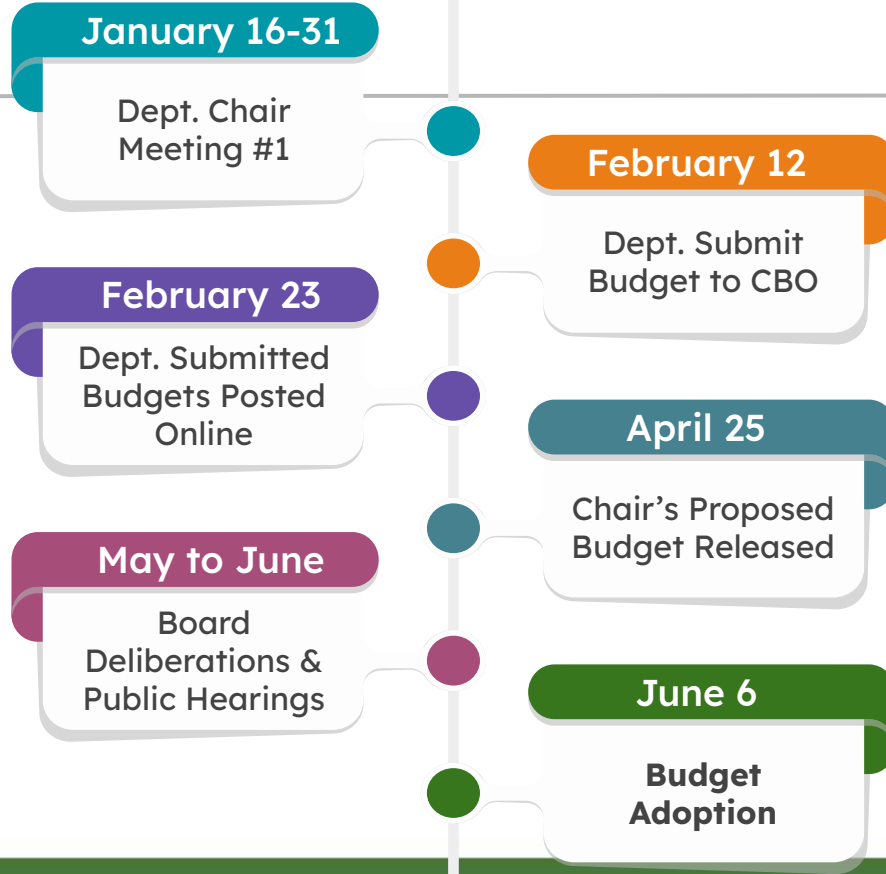 January 16-31
Dept. Chair
Meeting #1
February 12
Dept. Submit
Budget to CBO
February 23
Dept. Submitted
Budgets Posted
Online
April 25
Chair’s Proposed
Budget Released
May to June
Board
Deliberations &
Public Hearings
June 6
Budget
Adoption